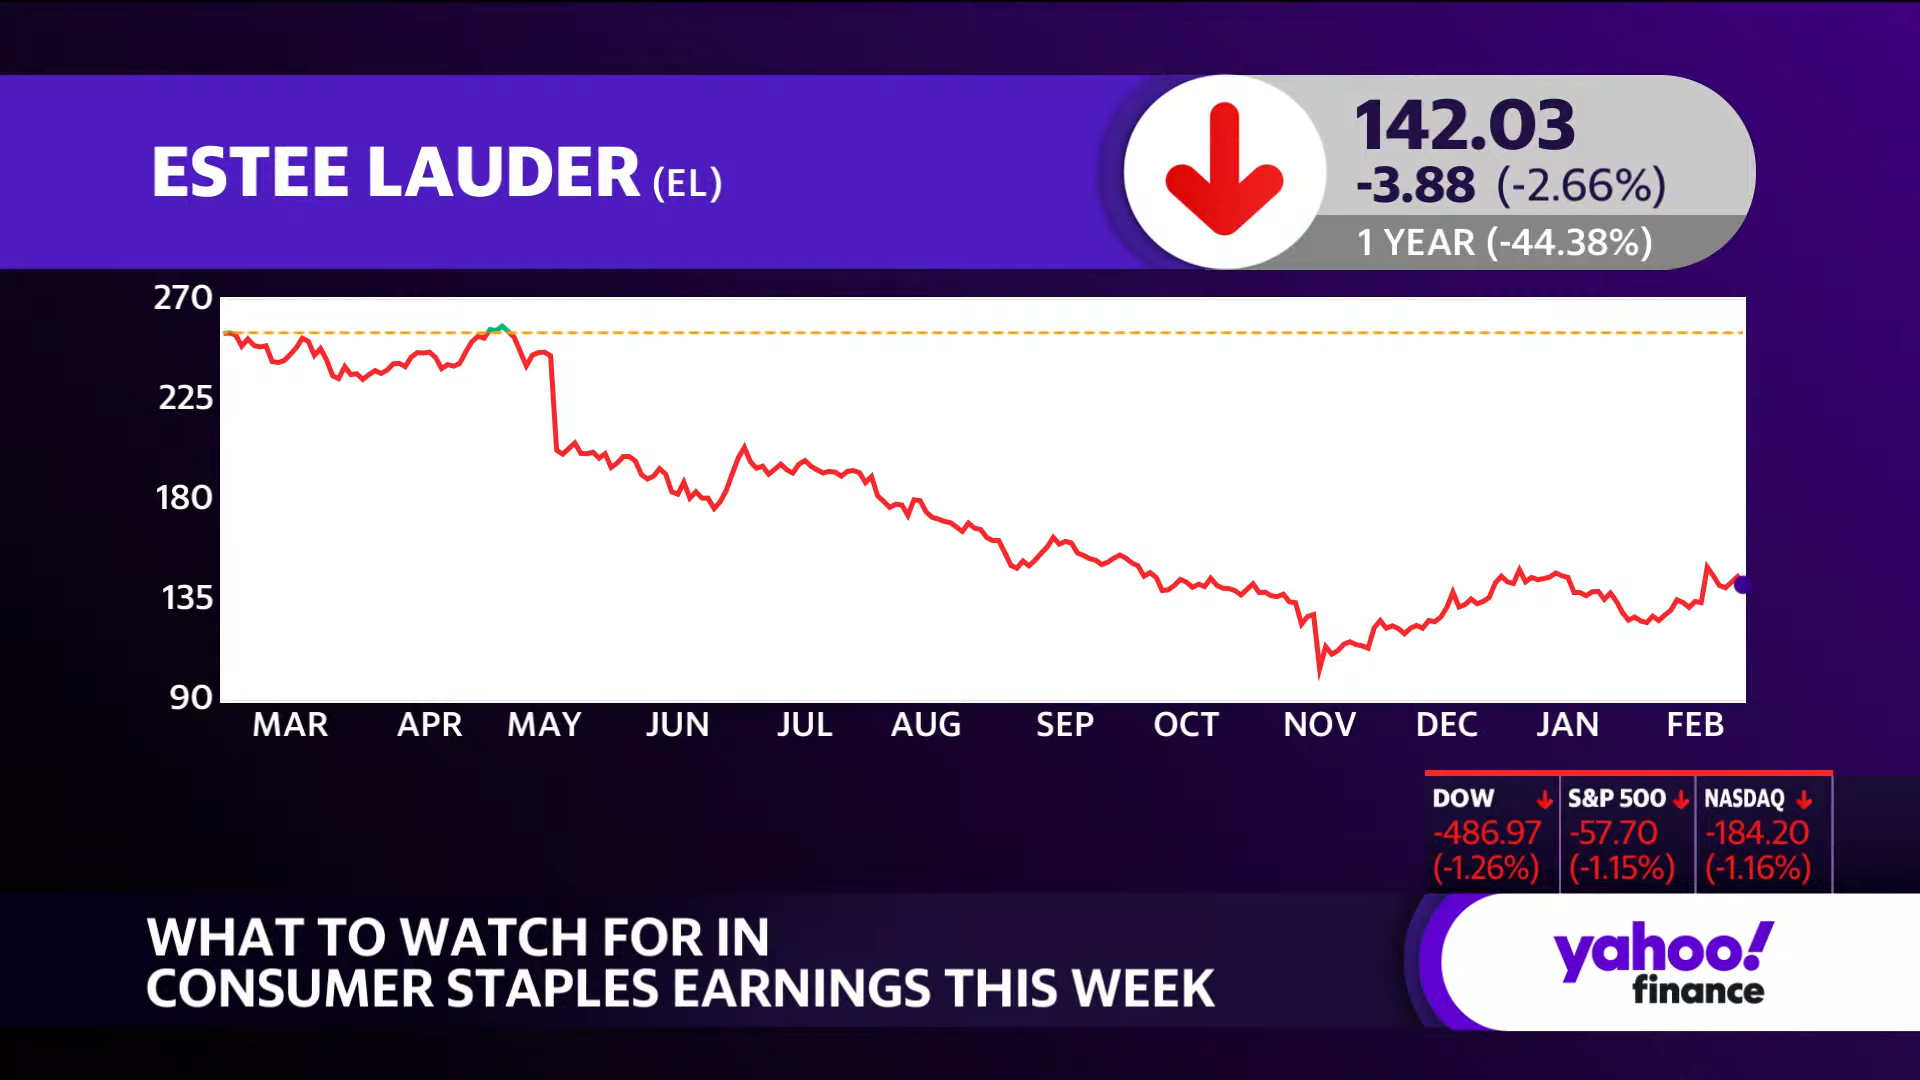 ESTEE LAUDER (EL)
142.03
-3.88 (-2.66%)
1 YEAR (-44.38%)
270
225
180
135
90
MAR APR MAY JUN JUL AUG SEP OCT NOV DEC JAN FEB
DOW S&P 500 NASDAQ
-486.97 -57.70 -184.20
(-1.26%) (-1.15%) (-1.16%)
WHAT TO WATCH FOR IN
CONSUMER STAPLES EARNINGS THIS WEEK
yahoo!
finance